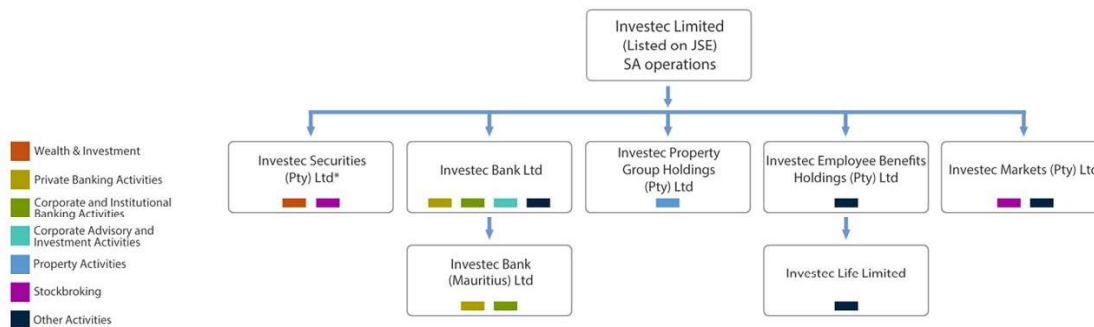 Investec Limited
(Listed on JSE)
SA operations
Wealth & Investment
Private Banking Activities
Corporate and Institutional
Banking Activities
Corporate Advisory and
Investment Activities
Property Activities
Stockbroking
Other Activities
Investec Securities
(Pty) Ltd*
Investec Bank Ltd
Investec Property
Group Holdings
(Pty) Ltd
Investec Employee Benefits
Holdings (Pty) Ltd
Investec Markets (Pty) Ltd
Investec Bank
(Mauritius) Ltd
Investec Life Limited